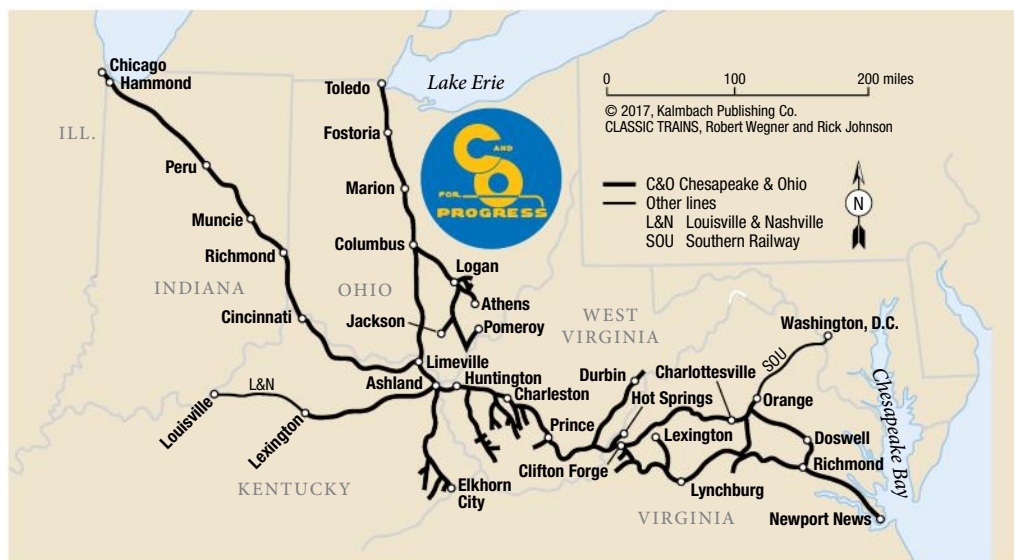 Chicago
Hammond
ILL.
Peru
Muncie
Richmond
INDIANA
Cincinnati
Toledo
Lake Erie
Fostoria
Marion
Columbus
OHIO
Logan
Athens
Jackson
Pomeroy
C AND
O
FOR
PROGRESS
0 100 200 miles
© 2017, Kalmbach Publishing Co.
CLASSIC TRAINS, Robert Wegner and Rick Johnson
C&O Chesapeake & Ohio
Other lines
L&N Louisville & Nashville
SOU Southern Railway
N
Limeville
Ashland
Huntington
Charleston
L&N
Louisville
Lexington
KENTUCKY
Elkhorn
City
WEST
VIRGINIA
Durbin
Hot Springs
Prince
Clifton Forge
Lexington
Lynchburg
Charlottesville
Washington, D.C.
SOU
Orange
Doswell
Richmond
Chesapeake Bay
VIRGINIA
Newport News